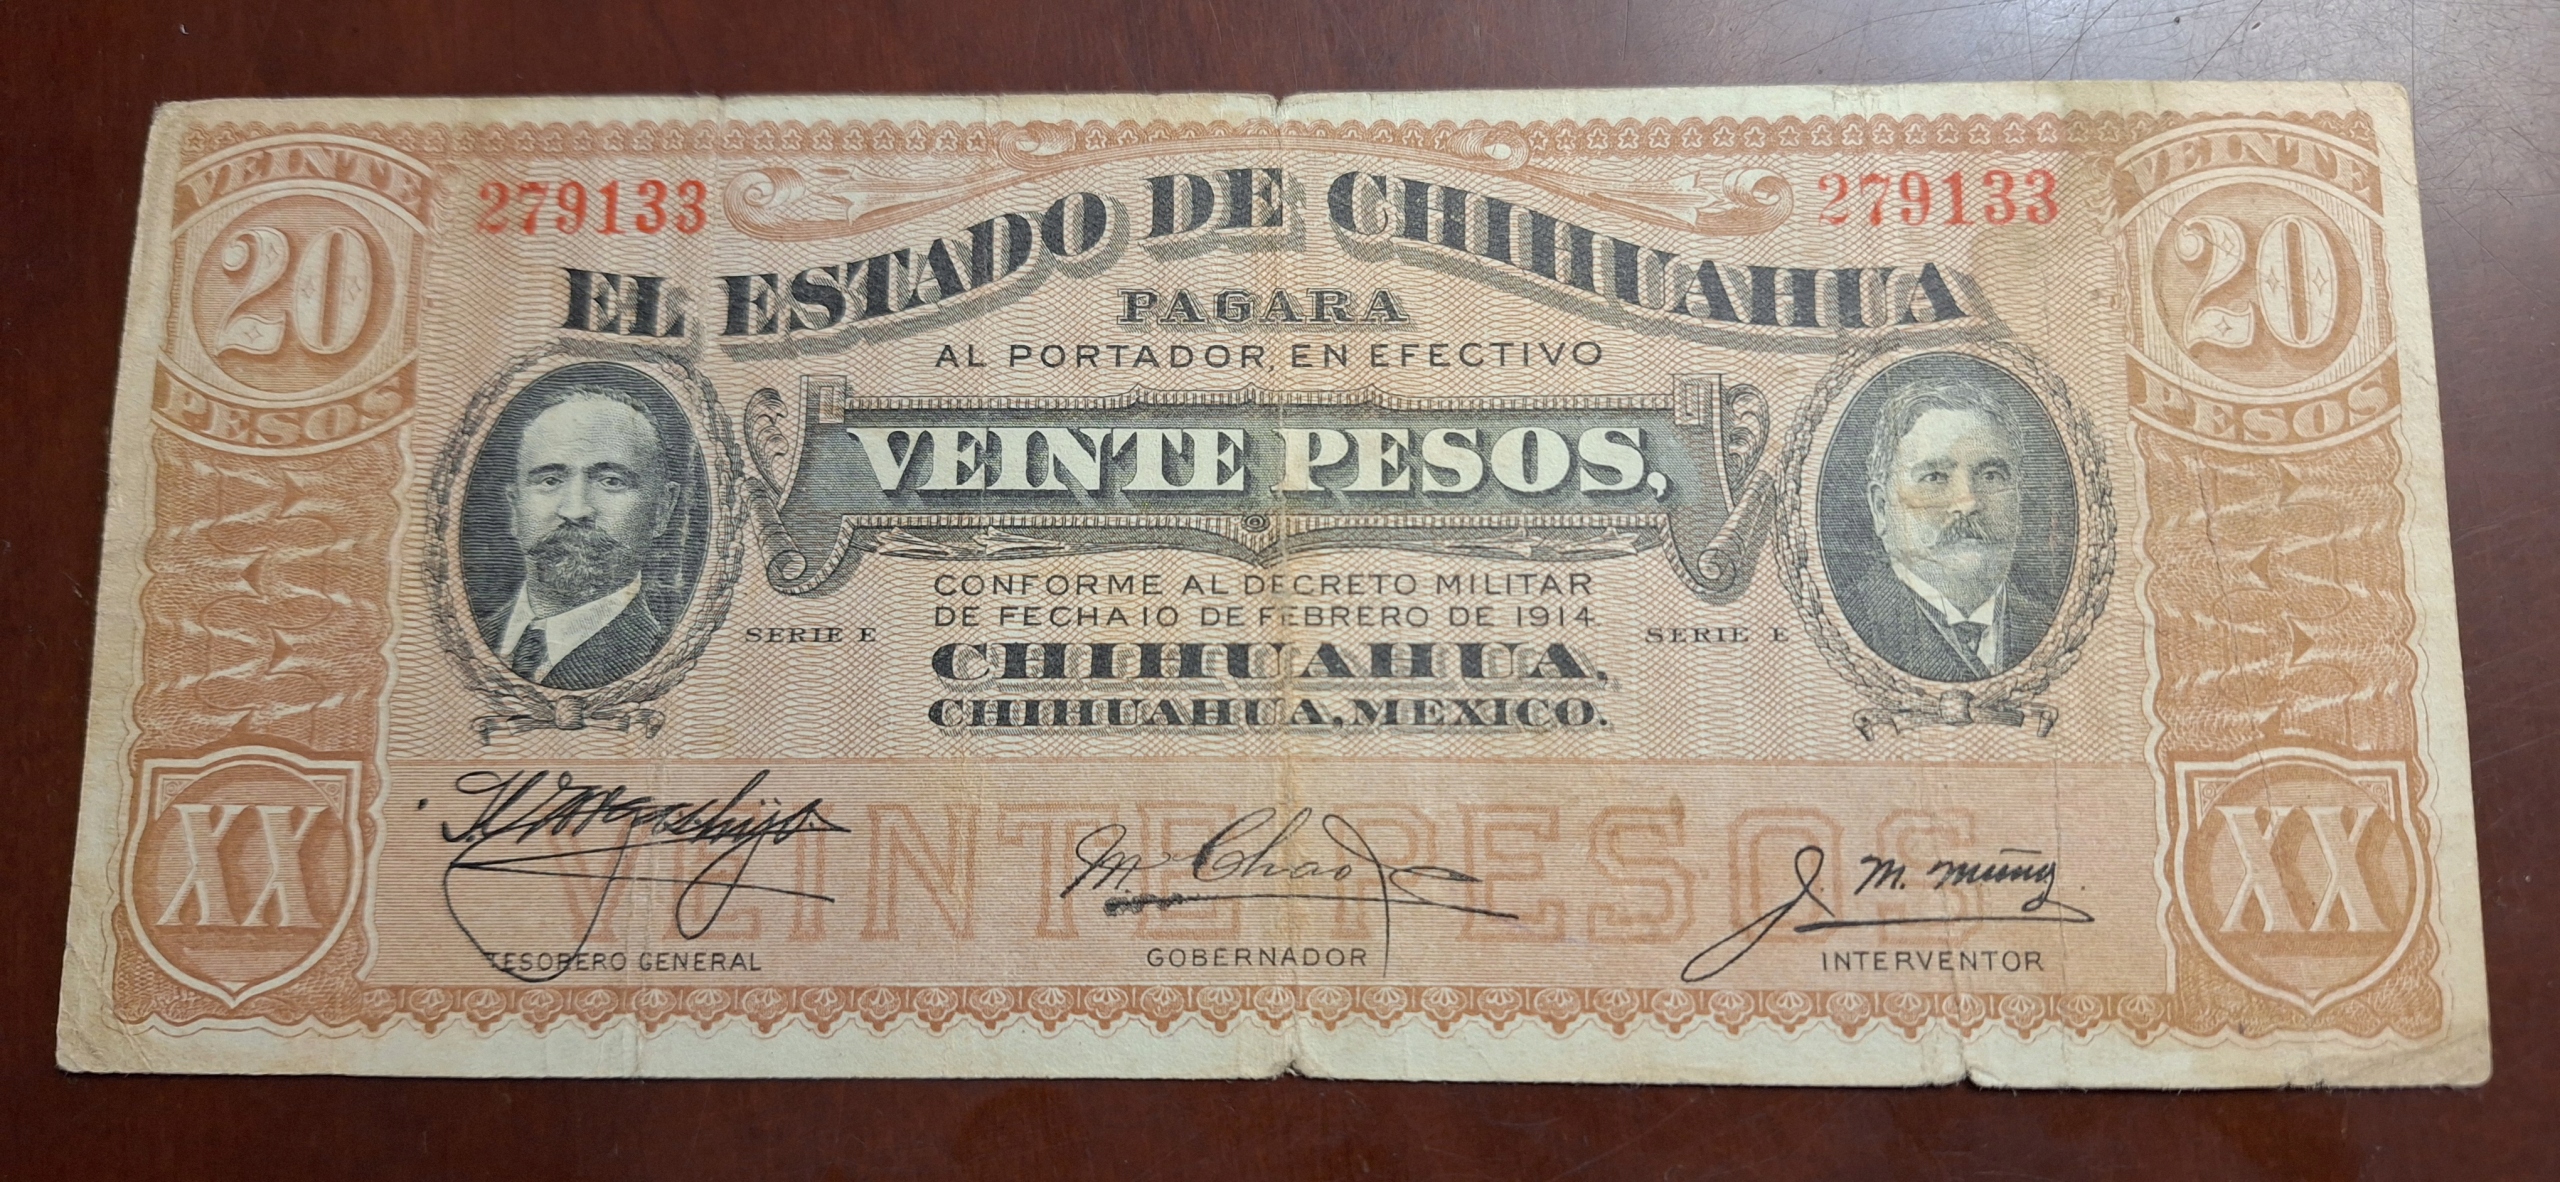 VEINTE
20
PESOS
279133
279133
VEINTE
20
PESOS
EL ESTADO DE CHIHUAHUA
PAGARA
AL PORTADOR, EN EFECTIVO
VEINTE PESOS,
CONFORME AL DECRETO MILITAR
DE FECHA 10 DE FEBRERO DE 1914.
SERIE E
SERIE E
CHIHUAHUA,
CHIHUAHUA, MEXICO.
XX
VEINTE PESOS
XX
M Chao
J. M. Muñoz
TESORERO GENERAL
GOBERNADOR
INTERVENTOR